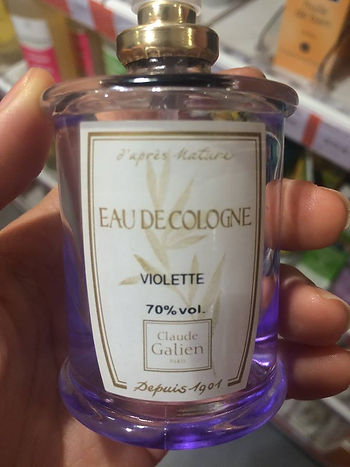 d'après Nature
EAU DE COLOGNE
VIOLETTE
70% vol.
Claude
Galien
PARIS
Depuis 1901